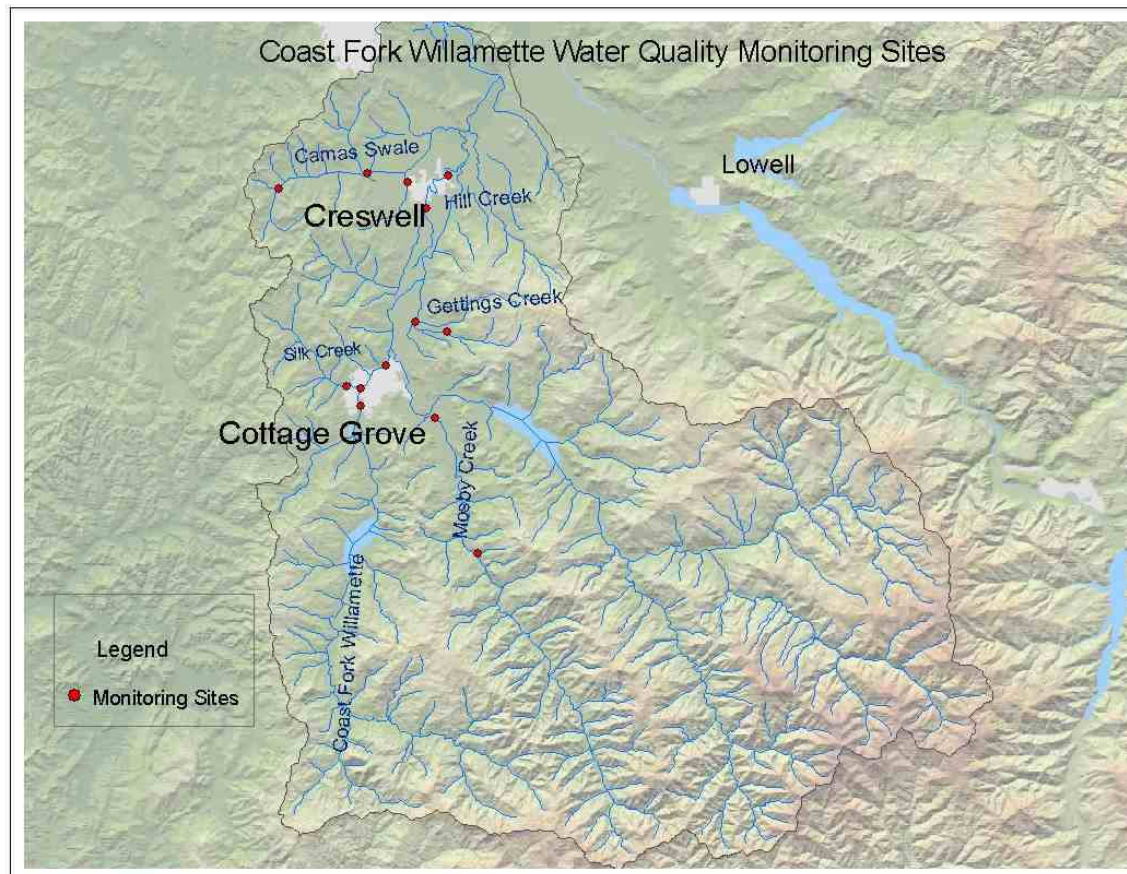 Coast Fork Willamette Water Quality Monitoring Sites
Camas Swale
Lowell
Hill Creek
Creswell
Gettings Creek
Silk Creek
Cottage Grove
Mosby Creek
Coast Fork Willamette
Legend
Monitoring Sites